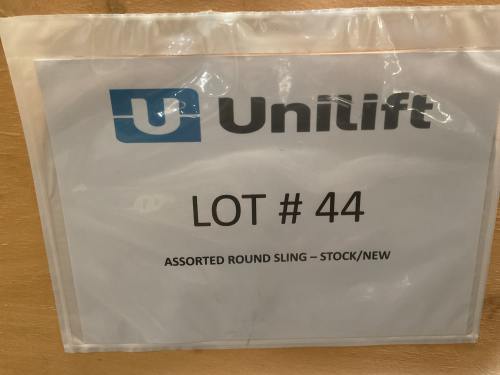 U Unilift
LOT # 44
ASSORTED ROUND SLING – STOCK/NEW